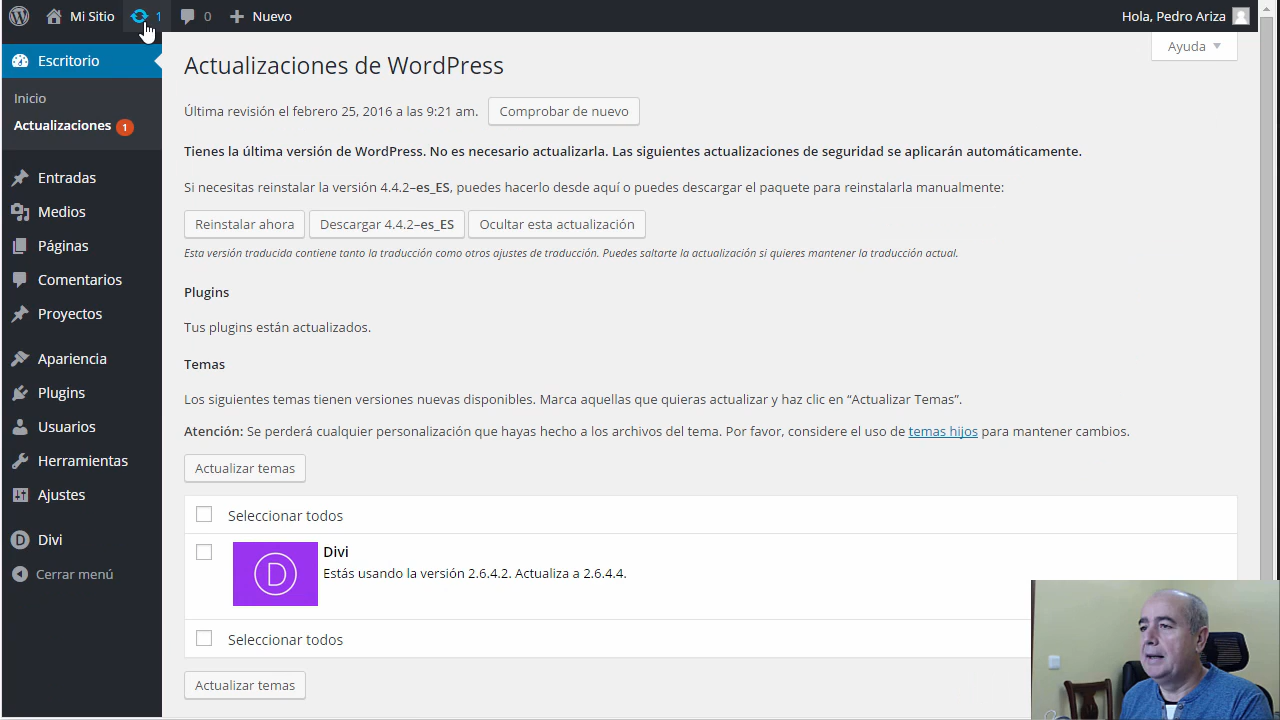 Mi Sitio 1 0 Nuevo Hola, Pedro Ariza
Ayuda
Escritorio
Inicio
Actualizaciones 1
Entradas
Medios
Páginas
Comentarios
Proyectos
Apariencia
Plugins
Usuarios
Herramientas
Ajustes
D Divi
Cerrar menú
Actualizaciones de WordPress
Última revisión el febrero 25, 2016 a las 9:21 am. Comprobar de nuevo
Tienes la última versión de WordPress. No es necesario actualizarla. Las siguientes actualizaciones de seguridad se aplicarán automáticamente.
Si necesitas reinstalar la versión 4.4.2–es_ES, puedes hacerlo desde aquí o puedes descargar el paquete para reinstalarla manualmente:
Reinstalar ahora Descargar 4.4.2–es_ES Ocultar esta actualización
Esta versión traducida contiene tanto la traducción como otros ajustes de traducción. Puedes saltarte la actualización si quieres mantener la traducción actual.
Plugins
Tus plugins están actualizados.
Temas
Los siguientes temas tienen versiones nuevas disponibles. Marca aquellas que quieras actualizar y haz clic en “Actualizar Temas”.
Atención: Se perderá cualquier personalización que hayas hecho a los archivos del tema. Por favor, considere el uso de temas hijos para mantener cambios.
Actualizar temas
Seleccionar todos
D Divi
Estás usando la versión 2.6.4.2. Actualiza a 2.6.4.4.
Seleccionar todos
Actualizar temas